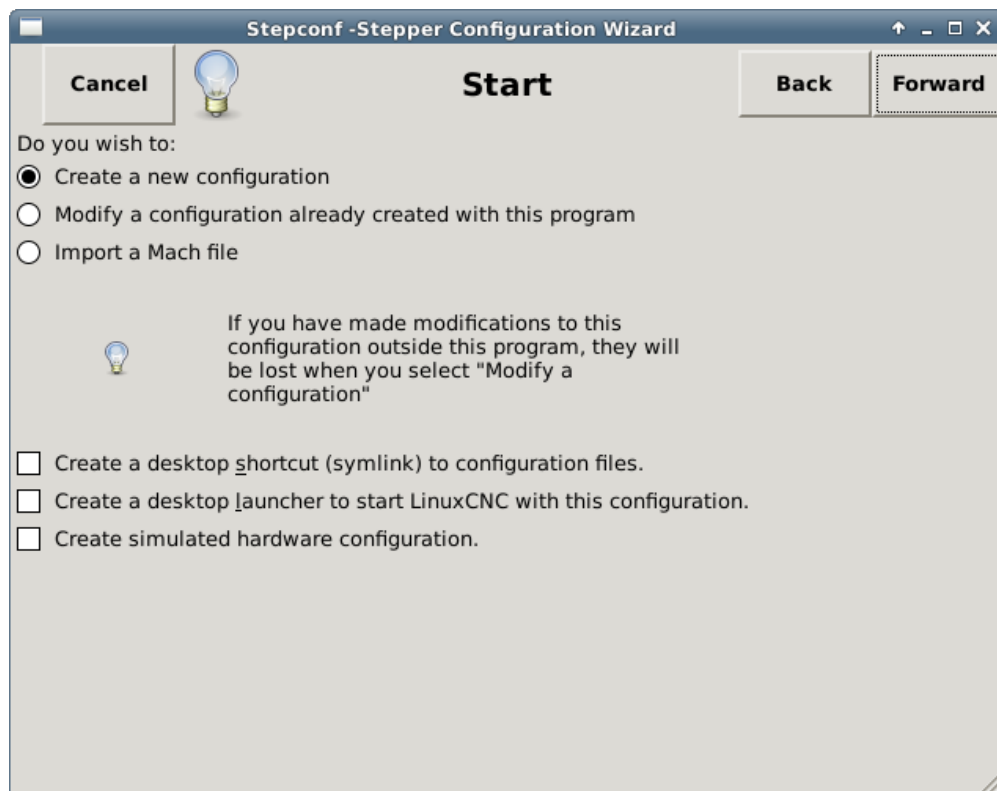 Stepconf -Stepper Configuration Wizard
Cancel
Start
Back
Forward
Do you wish to:
Create a new configuration
Modify a configuration already created with this program
Import a Mach file
If you have made modifications to this
configuration outside this program, they will
be lost when you select "Modify a
configuration"
Create a desktop shortcut (symlink) to configuration files.
Create a desktop launcher to start LinuxCNC with this configuration.
Create simulated hardware configuration.